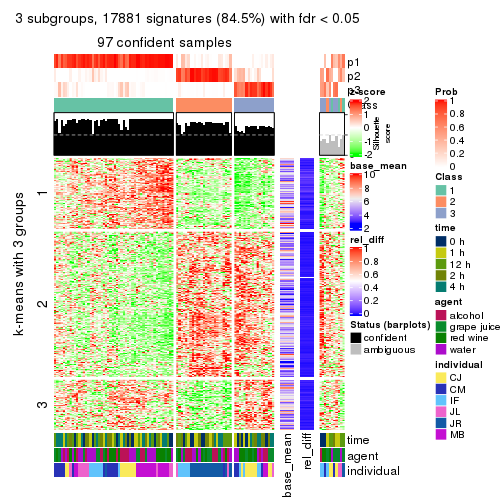 3 subgroups, 17881 signatures (84.5%) with fdr < 0.05
97 confident samples
p1
p2
p3
z-score
2
-2
Class
Silhouette
score
k-means with 3 groups
1
2
3
base_mean
10
8
6
4
2
rel_diff
1
0.8
0.6
0.4
0.2
0
Status (barplots)
confident
ambiguous
time
agent
individual
base_mean
rel_diff
Prob
1
0.8
0.6
0.4
0.2
0
Class
1
2
3
time
0 h
1 h
12 h
2 h
4 h
agent
alcohol
grape juice
red wine
water
individual
CJ
CM
IF
JL
JR
MB